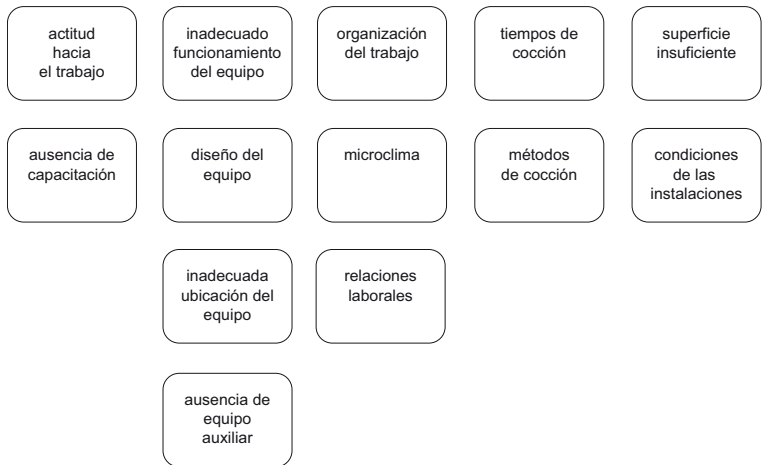 actitud
hacia
el trabajo
inadecuado
funcionamiento
del equipo
organización
del trabajo
tiempos de
cocción
superficie
insuficiente
ausencia de
capacitación
diseño del
equipo
microclima
métodos
de cocción
condiciones
de las
instalaciones
inadecuada
ubicación del
equipo
relaciones
laborales
ausencia de
equipo
auxiliar